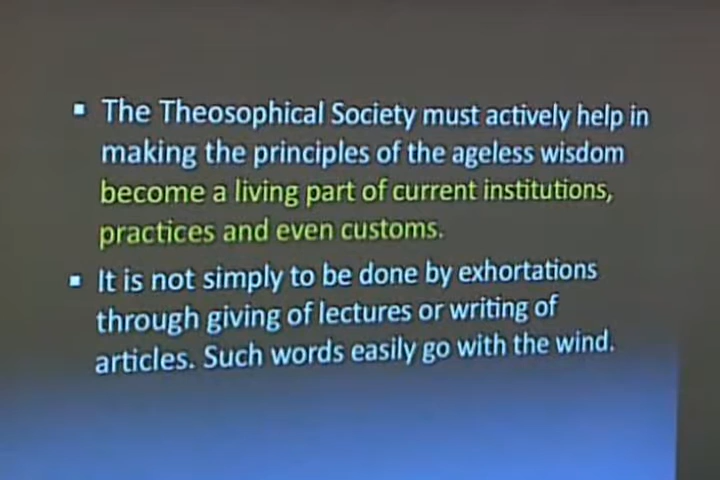 ▪ The Theosophical Society must actively help in
making the principles of the ageless wisdom
become a living part of current institutions,
practices and even customs.
▪ It is not simply to be done by exhortations
through giving of lectures or writing of
articles. Such words easily go with the wind.